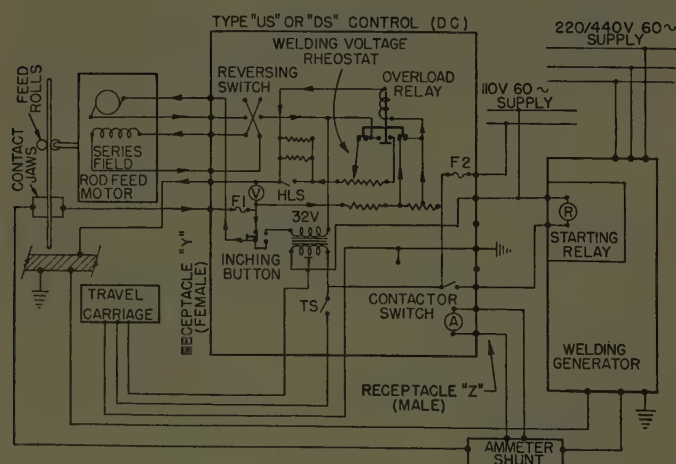 TYPE "US" OR "DS" CONTROL (DC)
220/440V 60~
SUPPLY
WELDING VOLTAGE
RHEOSTAT
REVERSING
SWITCH
OVERLOAD
RELAY
110V 60~
SUPPLY
FEED
ROLLS
SERIES
FIELD
ROD FEED
MOTOR
CONTACT
JAWS
F2
HLS
V
F1
32V
R
STARTING
RELAY
INCHING
BUTTON
RECEPTACLE "Y"
(FEMALE)
TRAVEL
CARRIAGE
TS
CONTACTOR
SWITCH
A
WELDING
GENERATOR
RECEPTACLE "Z"
(MALE)
AMMETER
SHUNT